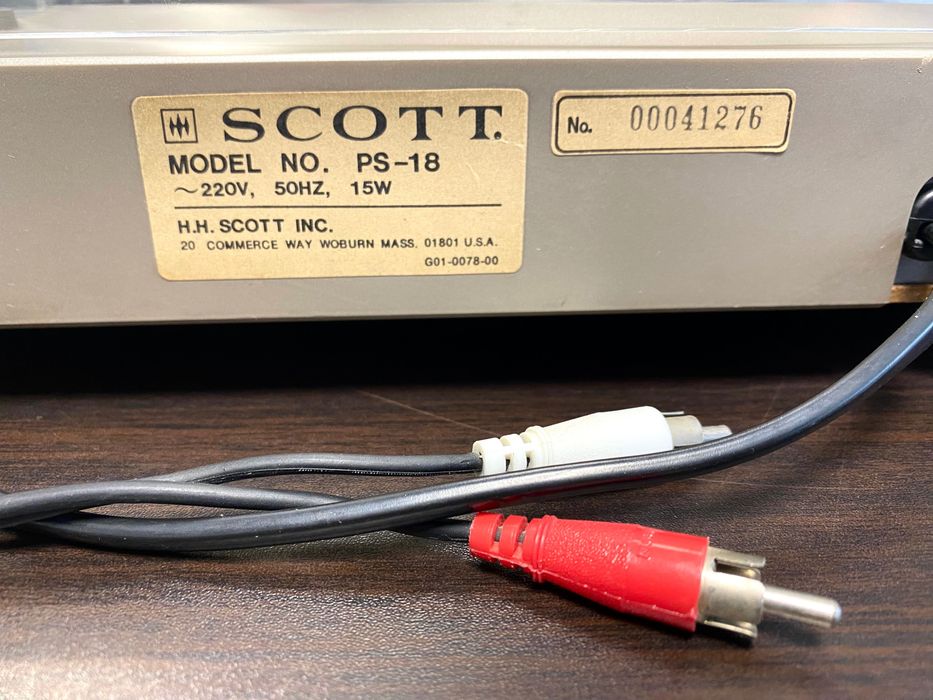 SCOTT.
MODEL NO. PS-18
~220V, 50HZ, 15W
H.H. SCOTT INC.
20 COMMERCE WAY WOBURN MASS. 01801 U.S.A.
G01-0078-00
No. 00041276